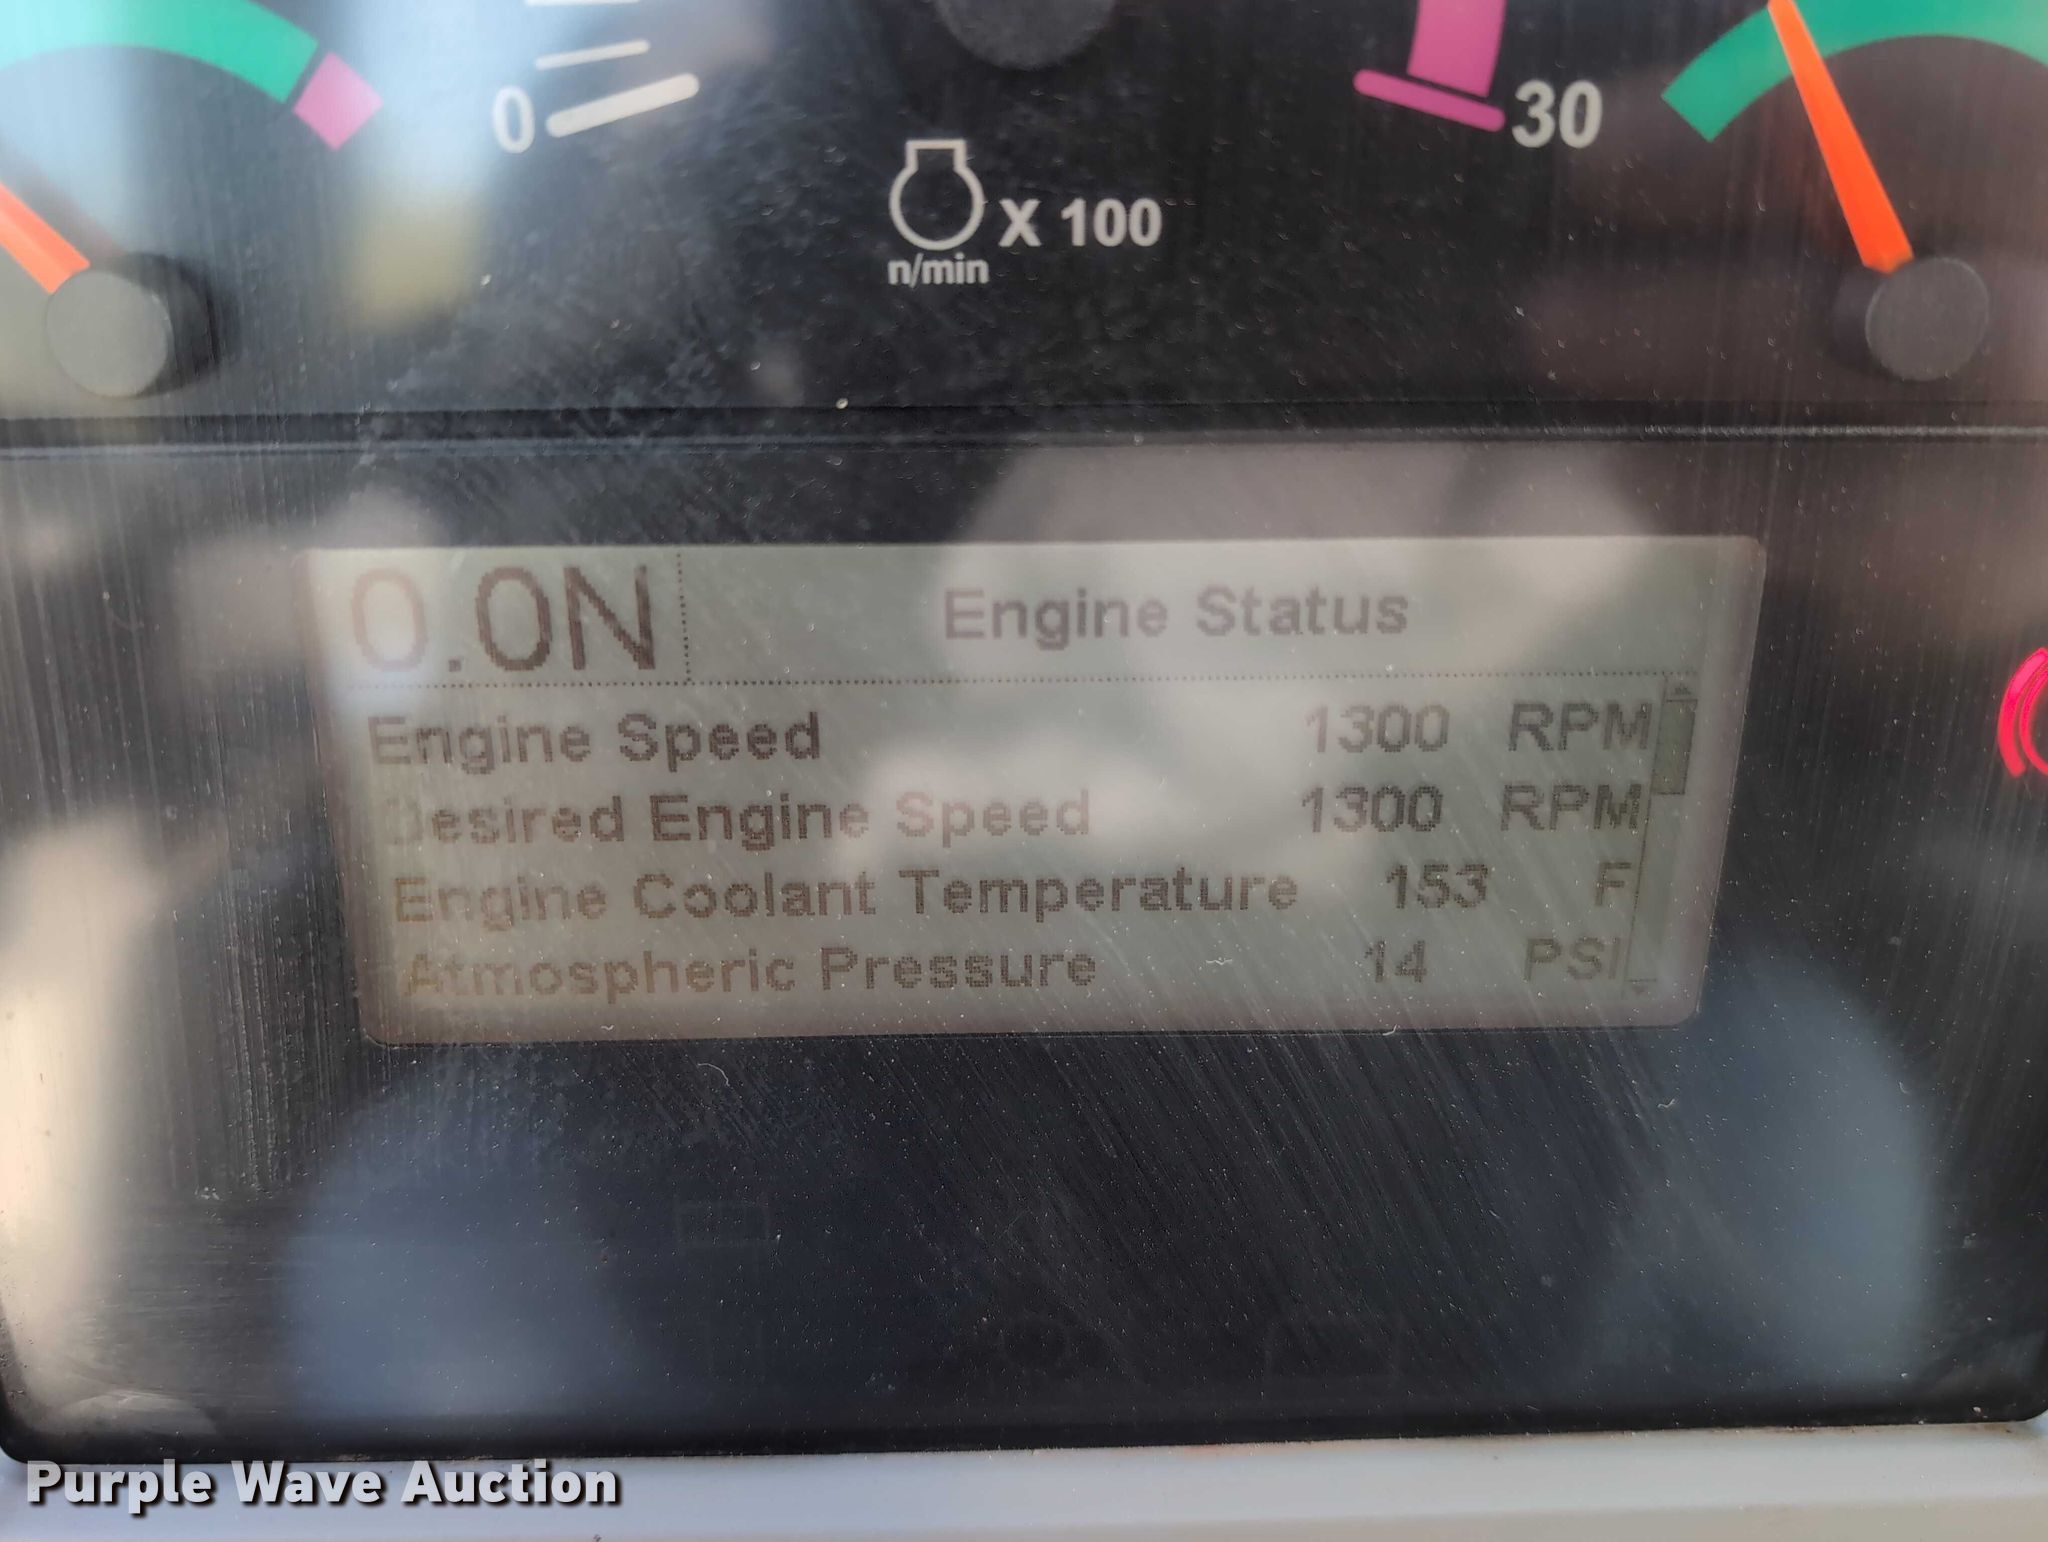 0
30
X 100
n/min
0.0N
Engine Status
Engine Speed 1300 RPM
Desired Engine Speed 1300 RPM
Engine Coolant Temperature 153 F
Atmospheric Pressure 14 PSI
Purple Wave Auction